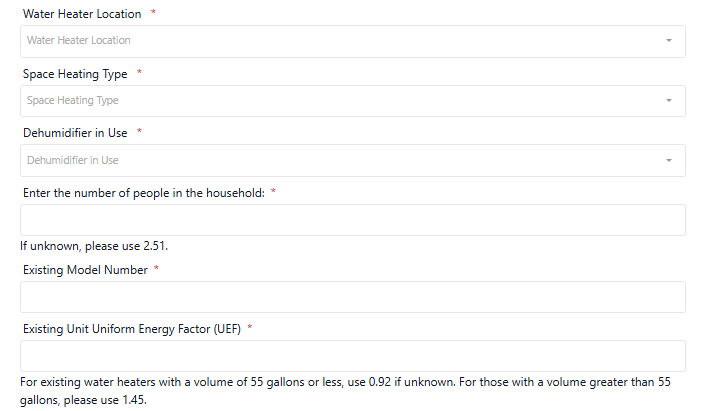 Water Heater Location *
Water Heater Location
Space Heating Type *
Space Heating Type
Dehumidifier in Use *
Dehumidifier in Use
Enter the number of people in the household: *
If unknown, please use 2.51.
Existing Model Number *
Existing Unit Uniform Energy Factor (UEF) *
For existing water heaters with a volume of 55 gallons or less, use 0.92 if unknown. For those with a volume greater than 55
gallons, please use 1.45.